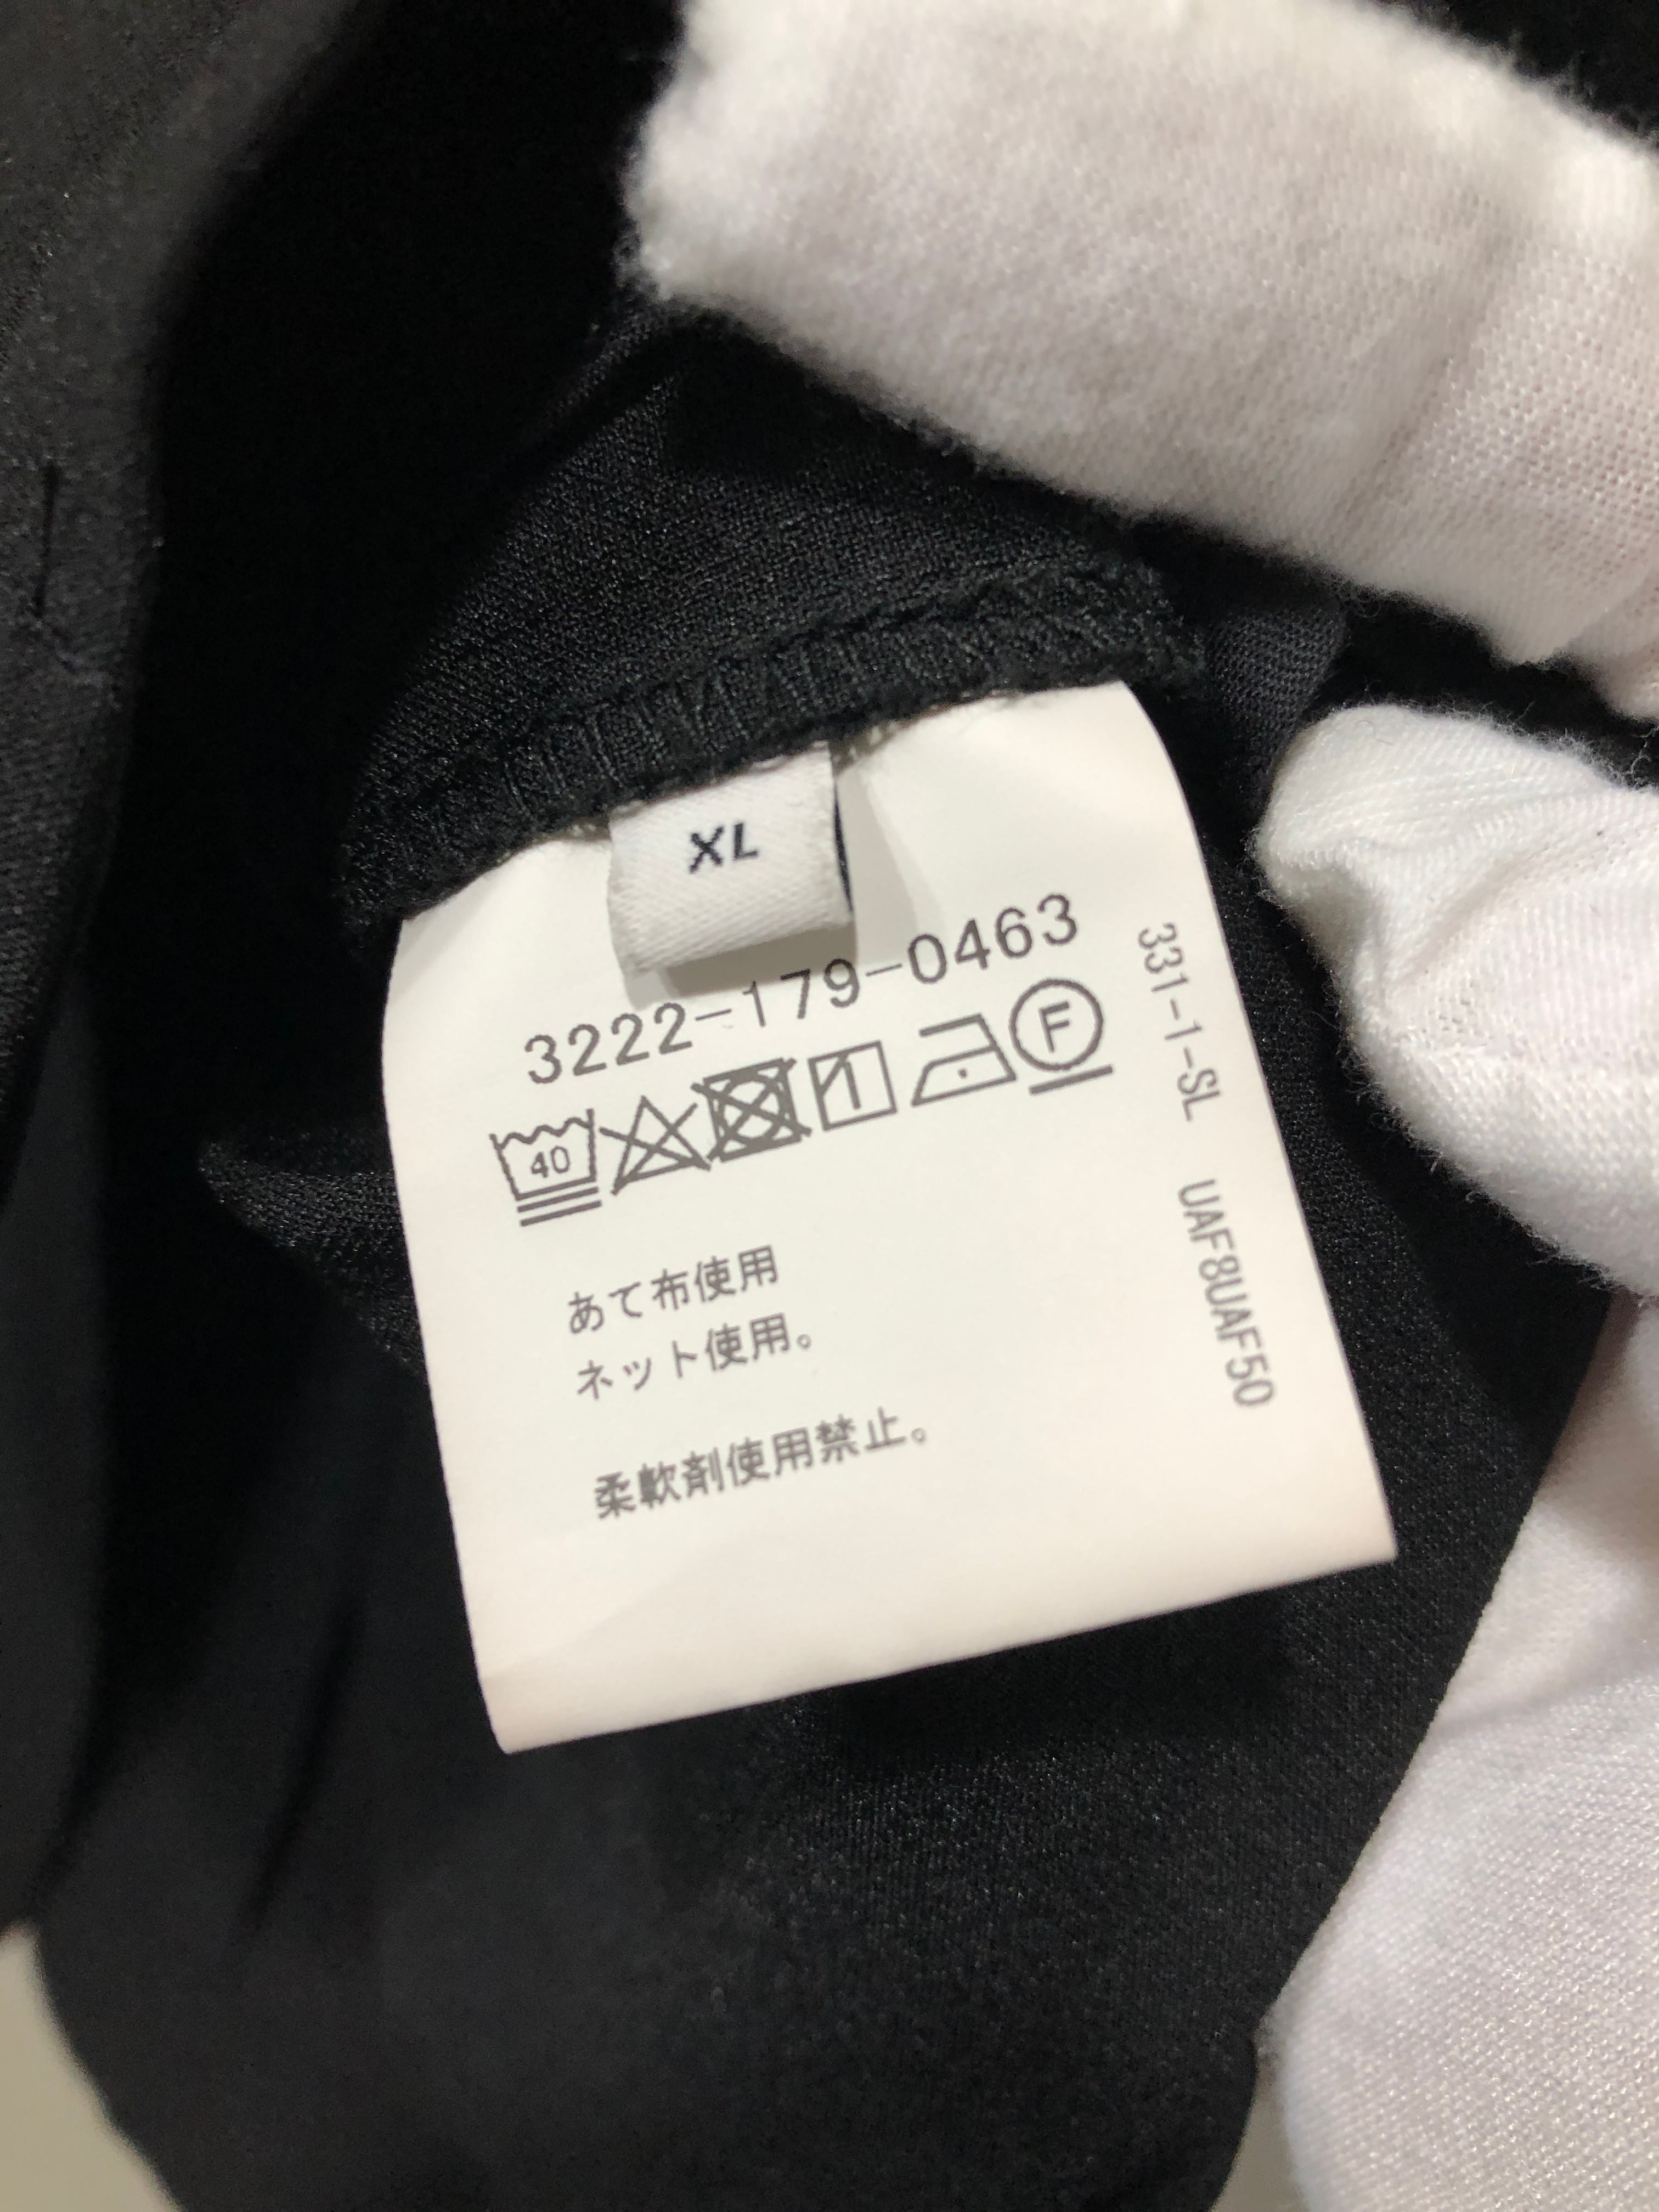 XL
3222-179-0463
40
F
あて布使用
ネット使用。
柔軟剤使用禁止。
331-1-SL UAF8UAF50